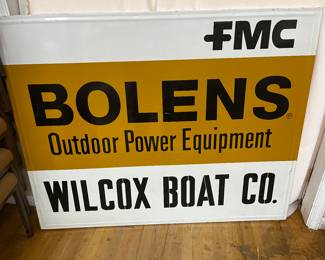 FMC
BOLENS®
Outdoor Power Equipment
WILCOX BOAT CO.